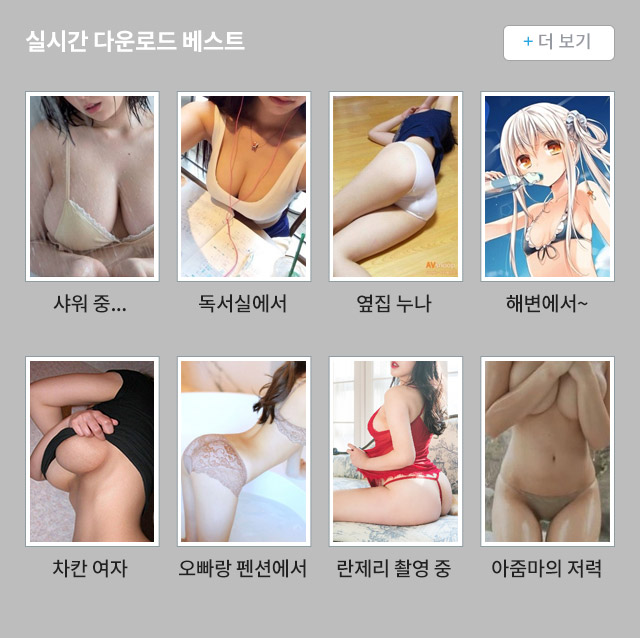 실시간 다운로드 베스트
+ 더 보기
샤워 중...
독서실에서
옆집 누나
해변에서~
차칸 여자
오빠랑 펜션에서
란제리 촬영 중
아줌마의 저력